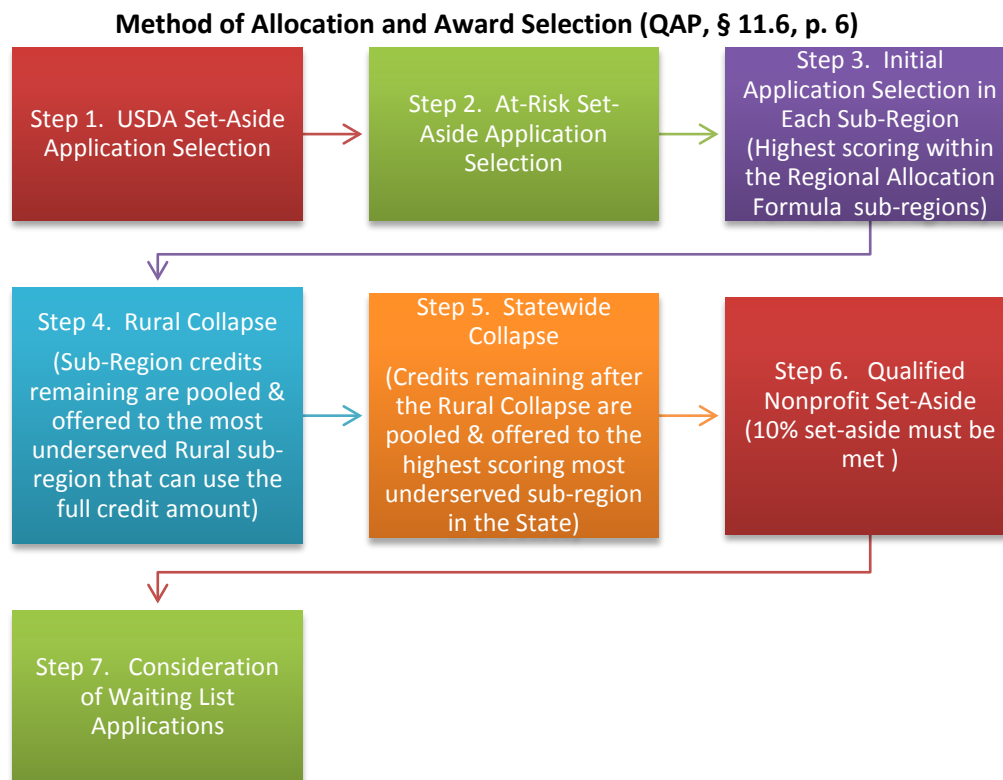 Method of Allocation and Award Selection (QAP, § 11.6, p. 6)
Step 1. USDA Set-Aside
Application Selection
Step 2. At-Risk Set-
Aside Application
Selection
Step 3. Initial
Application Selection in
Each Sub-Region
(Highest scoring within
the Regional Allocation
Formula sub-regions)
Step 4. Rural Collapse
(Sub-Region credits
remaining are pooled &
offered to the most
underserved Rural sub-
region that can use the
full credit amount)
Step 5. Statewide
Collapse
(Credits remaining after
the Rural Collapse are
pooled & offered to the
highest scoring most
underserved sub-region
in the State)
Step 6. Qualified
Nonprofit Set-Aside
(10% set-aside must be
met )
Step 7. Consideration
of Waiting List
Applications